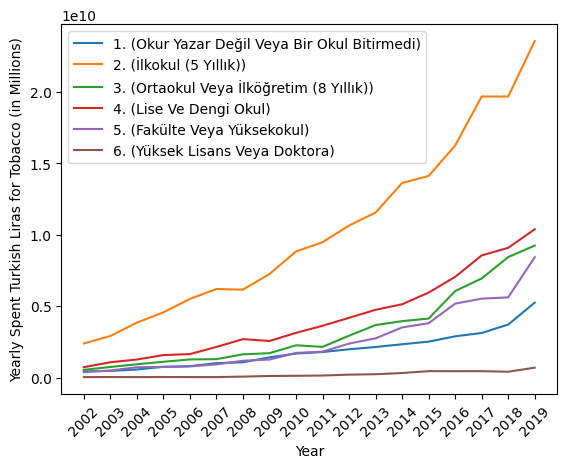 1e10
1. (Okur Yazar Değil Veya Bir Okul Bitirmedi)
2. (İlkokul (5 Yıllık))
3. (Ortaokul Veya İlköğretim (8 Yıllık))
4. (Lise Ve Dengi Okul)
5. (Fakülte Veya Yüksekokul)
6. (Yüksek Lisans Veya Doktora)
Yearly Spent Turkish Liras for Tobacco (in Millions)
2.0
1.5
1.0
0.5
0.0
2002 2003 2004 2005 2006 2007 2008 2009 2010 2011 2012 2013 2014 2015 2016 2017 2018 2019
Year